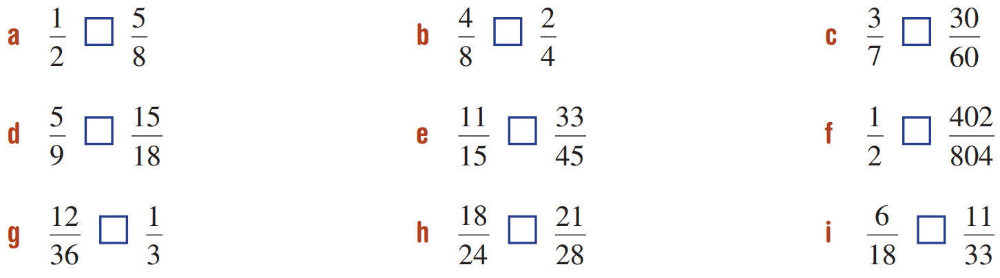 a 1/2 □ 5/8 b 4/8 □ 2/4 c 3/7 □ 30/60
d 5/9 □ 15/18 e 11/15 □ 33/45 f 1/2 □ 402/804
g 12/36 □ 1/3 h 18/24 □ 21/28 i 6/18 □ 11/33